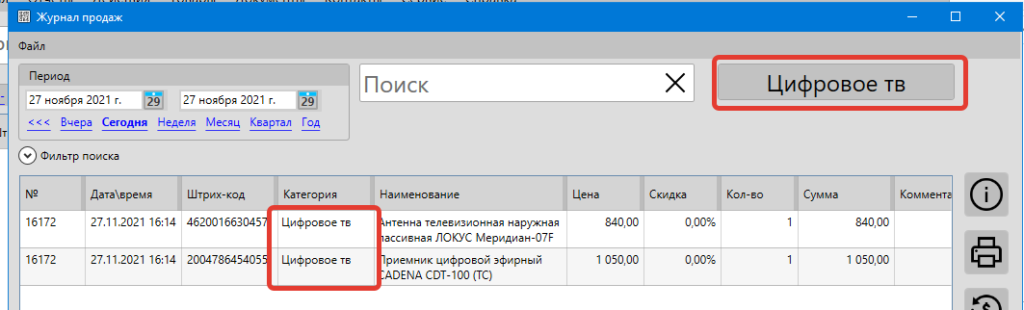 Журнал продаж
Файл
Период
27 ноября 2021 г. 29 27 ноября 2021 г. 29
<<< Вчера Сегодня Неделя Месяц Квартал Год
Поиск
Цифровое тв
Фильтр поиска
№ Дата\время Штрих-код Категория Наименование Цена Скидка Кол-во Сумма Коммента
16172 27.11.2021 16:14 4620016630457 Цифровое тв Антенна телевизионная наружная пассивная ЛОКУС Меридиан-07F 840,00 0,00% 1 840,00
16172 27.11.2021 16:14 2004786454055 Цифровое тв Приемник цифровой эфирный CADENA CDT-100 (TC) 1 050,00 0,00% 1 1 050,00